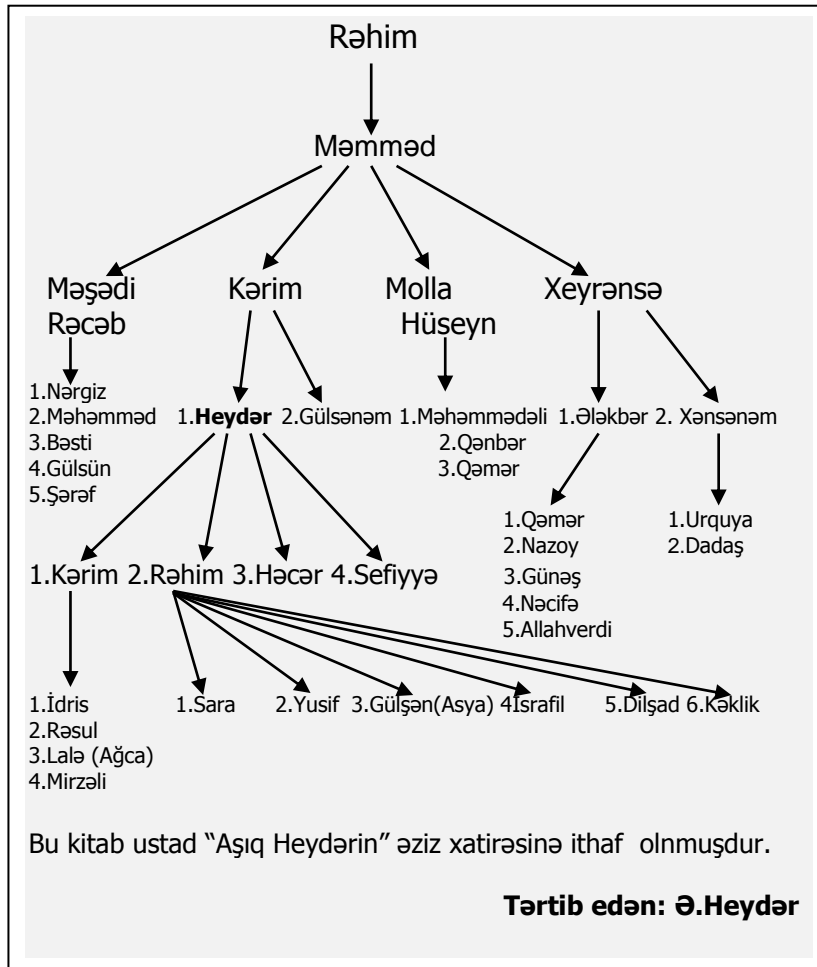 Rəhim
Məmməd
Məşədi Rəcəb
Kərim
Molla Hüseyn
Xeyrənsə
1.Nərgiz
2.Məhəmməd
3.Bəsti
4.Gülsün
5.Şərəf
1.Heydər 2.Gülsənəm
1.Məhəmmədəli
2.Qənbər
3.Qəmər
1.Ələkbər 2. Xənsənəm
1.Qəmər
2.Nazoy
3.Günəş
4.Nəcifə
5.Allahverdi
1.Urquya
2.Dadaş
1.Kərim 2.Rəhim 3.Həcər 4.Sefiyyə
1.İdris
2.Rəsul
3.Lalə (Ağca)
4.Mirzəli
1.Sara 2.Yusif 3.Gülşən(Asya) 4İsrafil 5.Dilşad 6.Kəklik
Bu kitab ustad “Aşıq Heydərin” əziz xatirəsinə ithaf olnmuşdur.
Tərtib edən: Ə.Heydər